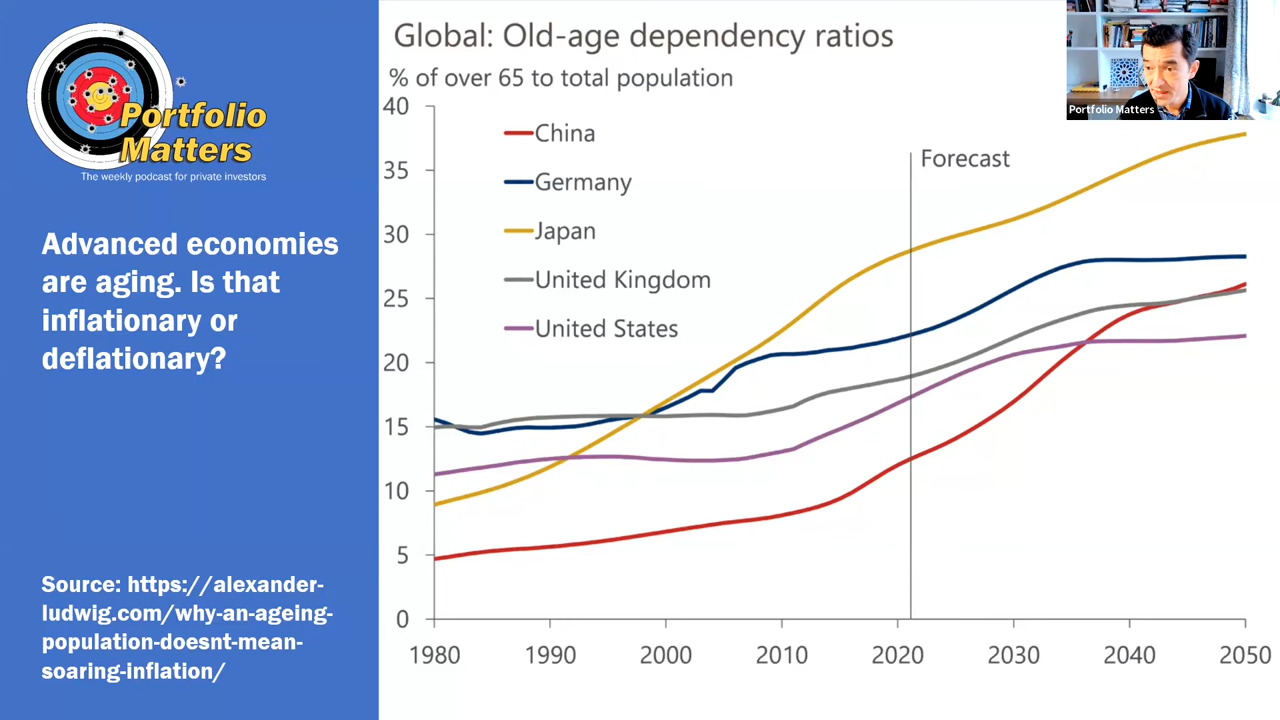 Portfolio
Matters
The weekly podcast for private investors
Advanced economies
are aging. Is that
inflationary or
deflationary?
Source: https://alexander-
ludwig.com/why-an-ageing-
population-doesnt-mean-
soaring-inflation/
Global: Old-age dependency ratios
% of over 65 to total population
40
35
30
25
20
15
10
5
0
China
Germany
Japan
United Kingdom
United States
Forecast
1980 1990 2000 2010 2020 2030 2040 2050
Portfolio Matters